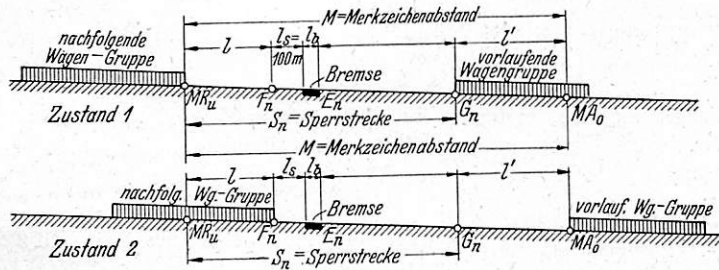 M=Merkzeichenabstand
nachfolgende
Wagen-Gruppe
l
ls=
lb
100m
l'
vorlaufende
Wagengruppe
Bremse
MRu
Fn
En
Gn
MAo
Zustand 1
Sn=Sperrstrecke
M=Merkzeichenabstand
l
ls
lb
l'
nachfolg. Wg.-Gruppe
Bremse
vorlauf. Wg.-Gruppe
MRu
Fn
En
Gn
MAo
Zustand 2
Sn=Sperrstrecke